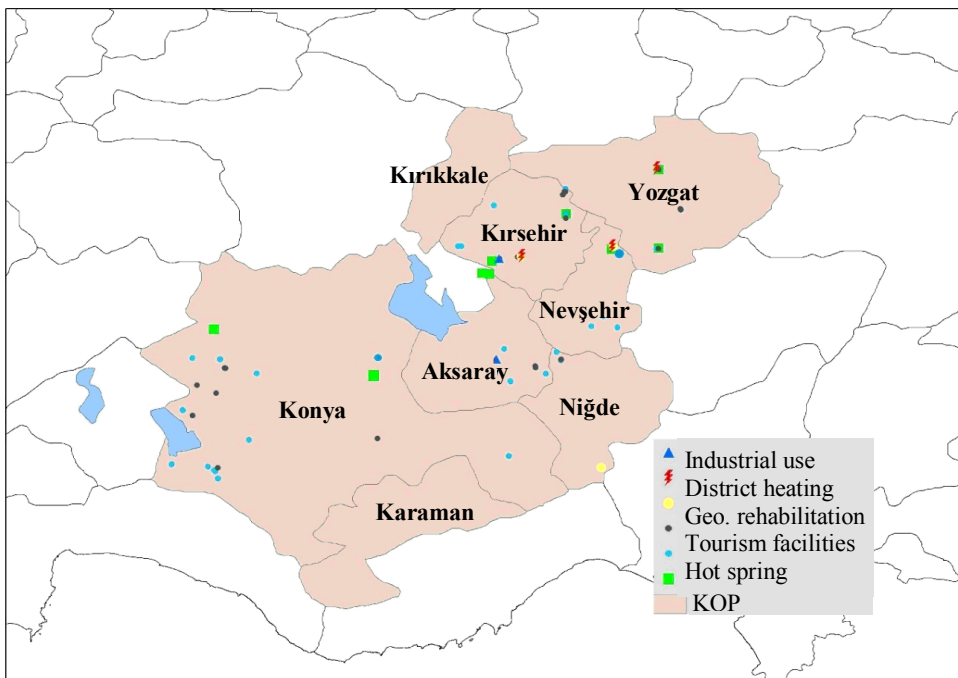 Kırıkkale
Yozgat
Kırsehir
Nevşehir
Aksaray
Niğde
Konya
Karaman
Industrial use
District heating
Geo. rehabilitation
Tourism facilities
Hot spring
KOP